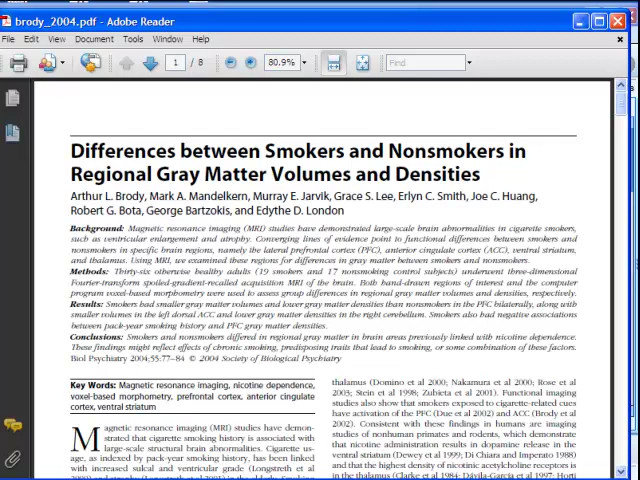 brody_2004.pdf - Adobe Reader
File Edit View Document Tools Window Help
1 / 8 80.9% Find
Differences between Smokers and Nonsmokers in
Regional Gray Matter Volumes and Densities
Arthur L. Brody, Mark A. Mandelkern, Murray E. Jarvik, Grace S. Lee, Erlyn C. Smith, Joe C. Huang,
Robert G. Bota, George Bartzokis, and Edythe D. London
Background: Magnetic resonance imaging (MRI) studies have demonstrated large-scale brain abnormalities in cigarette smokers,
such as ventricular enlargement and atrophy. Converging lines of evidence point to functional differences between smokers and
nonsmokers in specific brain regions, namely the lateral prefrontal cortex (PFC), anterior cingulate cortex (ACC), ventral striatum,
and thalamus. Using MRI, we examined these regions for differences in gray matter between smokers and nonsmokers.
Methods: Thirty-six otherwise healthy adults (19 smokers and 17 nonsmoking control subjects) underwent three-dimensional
Fourier-transform spoiled-gradient-recalled acquisition MRI of the brain. Both hand-drawn regions of interest and the computer
program voxel-based morphometry were used to assess group differences in regional gray matter volumes and densities, respectively.
Results: Smokers had smaller gray matter volumes and lower gray matter densities than nonsmokers in the PFC bilaterally, along with
smaller volumes in the left dorsal ACC and lower gray matter densities in the right cerebellum. Smokers also had negative associations
between pack-year smoking history and PFC gray matter densities.
Conclusions: Smokers and nonsmokers differed in regional gray matter in brain areas previously linked with nicotine dependence.
These findings might reflect effects of chronic smoking, predisposing traits that lead to smoking, or some combination of these factors.
Biol Psychiatry 2004;55:77–84 © 2004 Society of Biological Psychiatry
Key Words: Magnetic resonance imaging, nicotine dependence,
voxel-based morphometry, prefrontal cortex, anterior cingulate
cortex, ventral striatum
Magnetic resonance imaging (MRI) studies have demon-
strated that cigarette smoking history is associated with
large-scale structural brain abnormalities. Cigarette us-
age, as indexed by pack-year smoking history, has been linked
with increased sulcal and ventricular grade (Longstreth et
thalamus (Domino et al 2000; Nakamura et al 2000; Rose et al
2003; Stein et al 1998; Zubieta et al 2001). Functional imaging
studies also show that smokers exposed to cigarette-related cues
have activation of the PFC (Due et al 2002) and ACC (Brody et al
2002). Consistent with these findings in humans are imaging
studies of nonhuman primates and rodents, which demonstrate
that nicotine administration results in dopamine release in the
ventral striatum (Dewey et al 1999; Di Chiara and Imperato 1988)
and that the highest density of nicotinic acetylcholine receptors is
in the thalamus (Clarke et al 1984; Dávila-García et al 1997; Horti